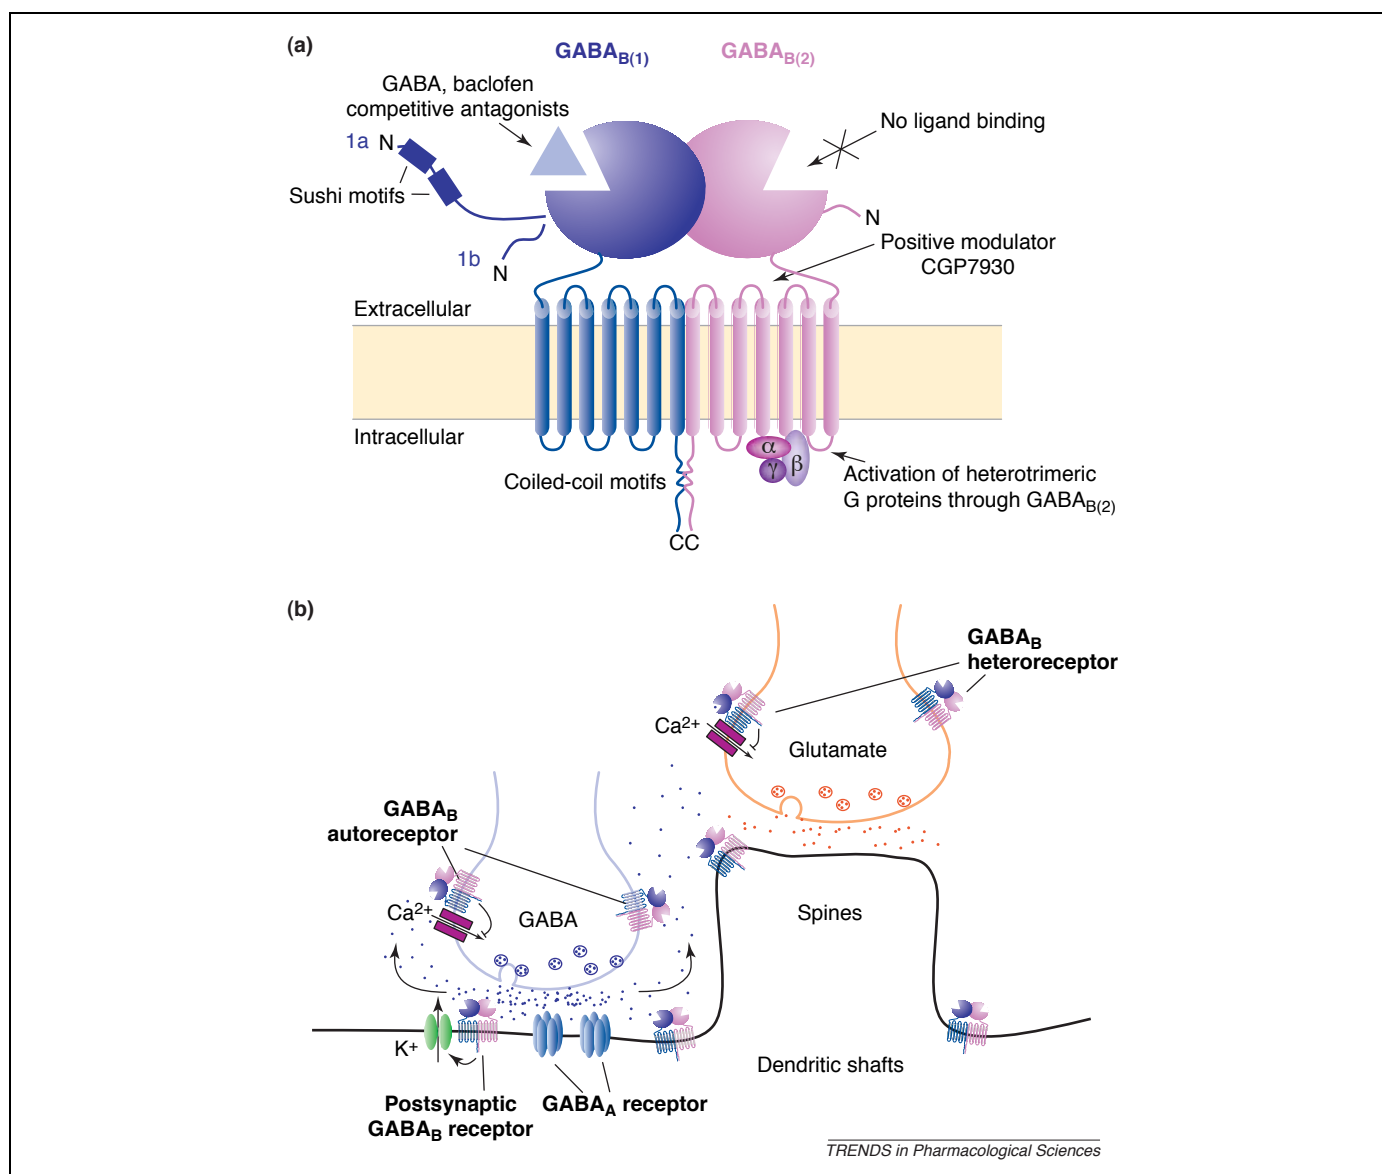 (a)
GABAB(1)
GABAB(2)
GABA, baclofen
competitive antagonists
No ligand binding
1a N
Sushi motifs
N
1b
N
Positive modulator
CGP7930
Extracellular
Intracellular
α
γ
β
Coiled-coil motifs
Activation of heterotrimeric
G proteins through GABAB(2)
CC
(b)
GABAB
heteroreceptor
Ca2+
Glutamate
GABAB
autoreceptor
Ca2+
GABA
Spines
K+
Dendritic shafts
Postsynaptic
GABAB receptor
GABAA receptor
TRENDS in Pharmacological Sciences